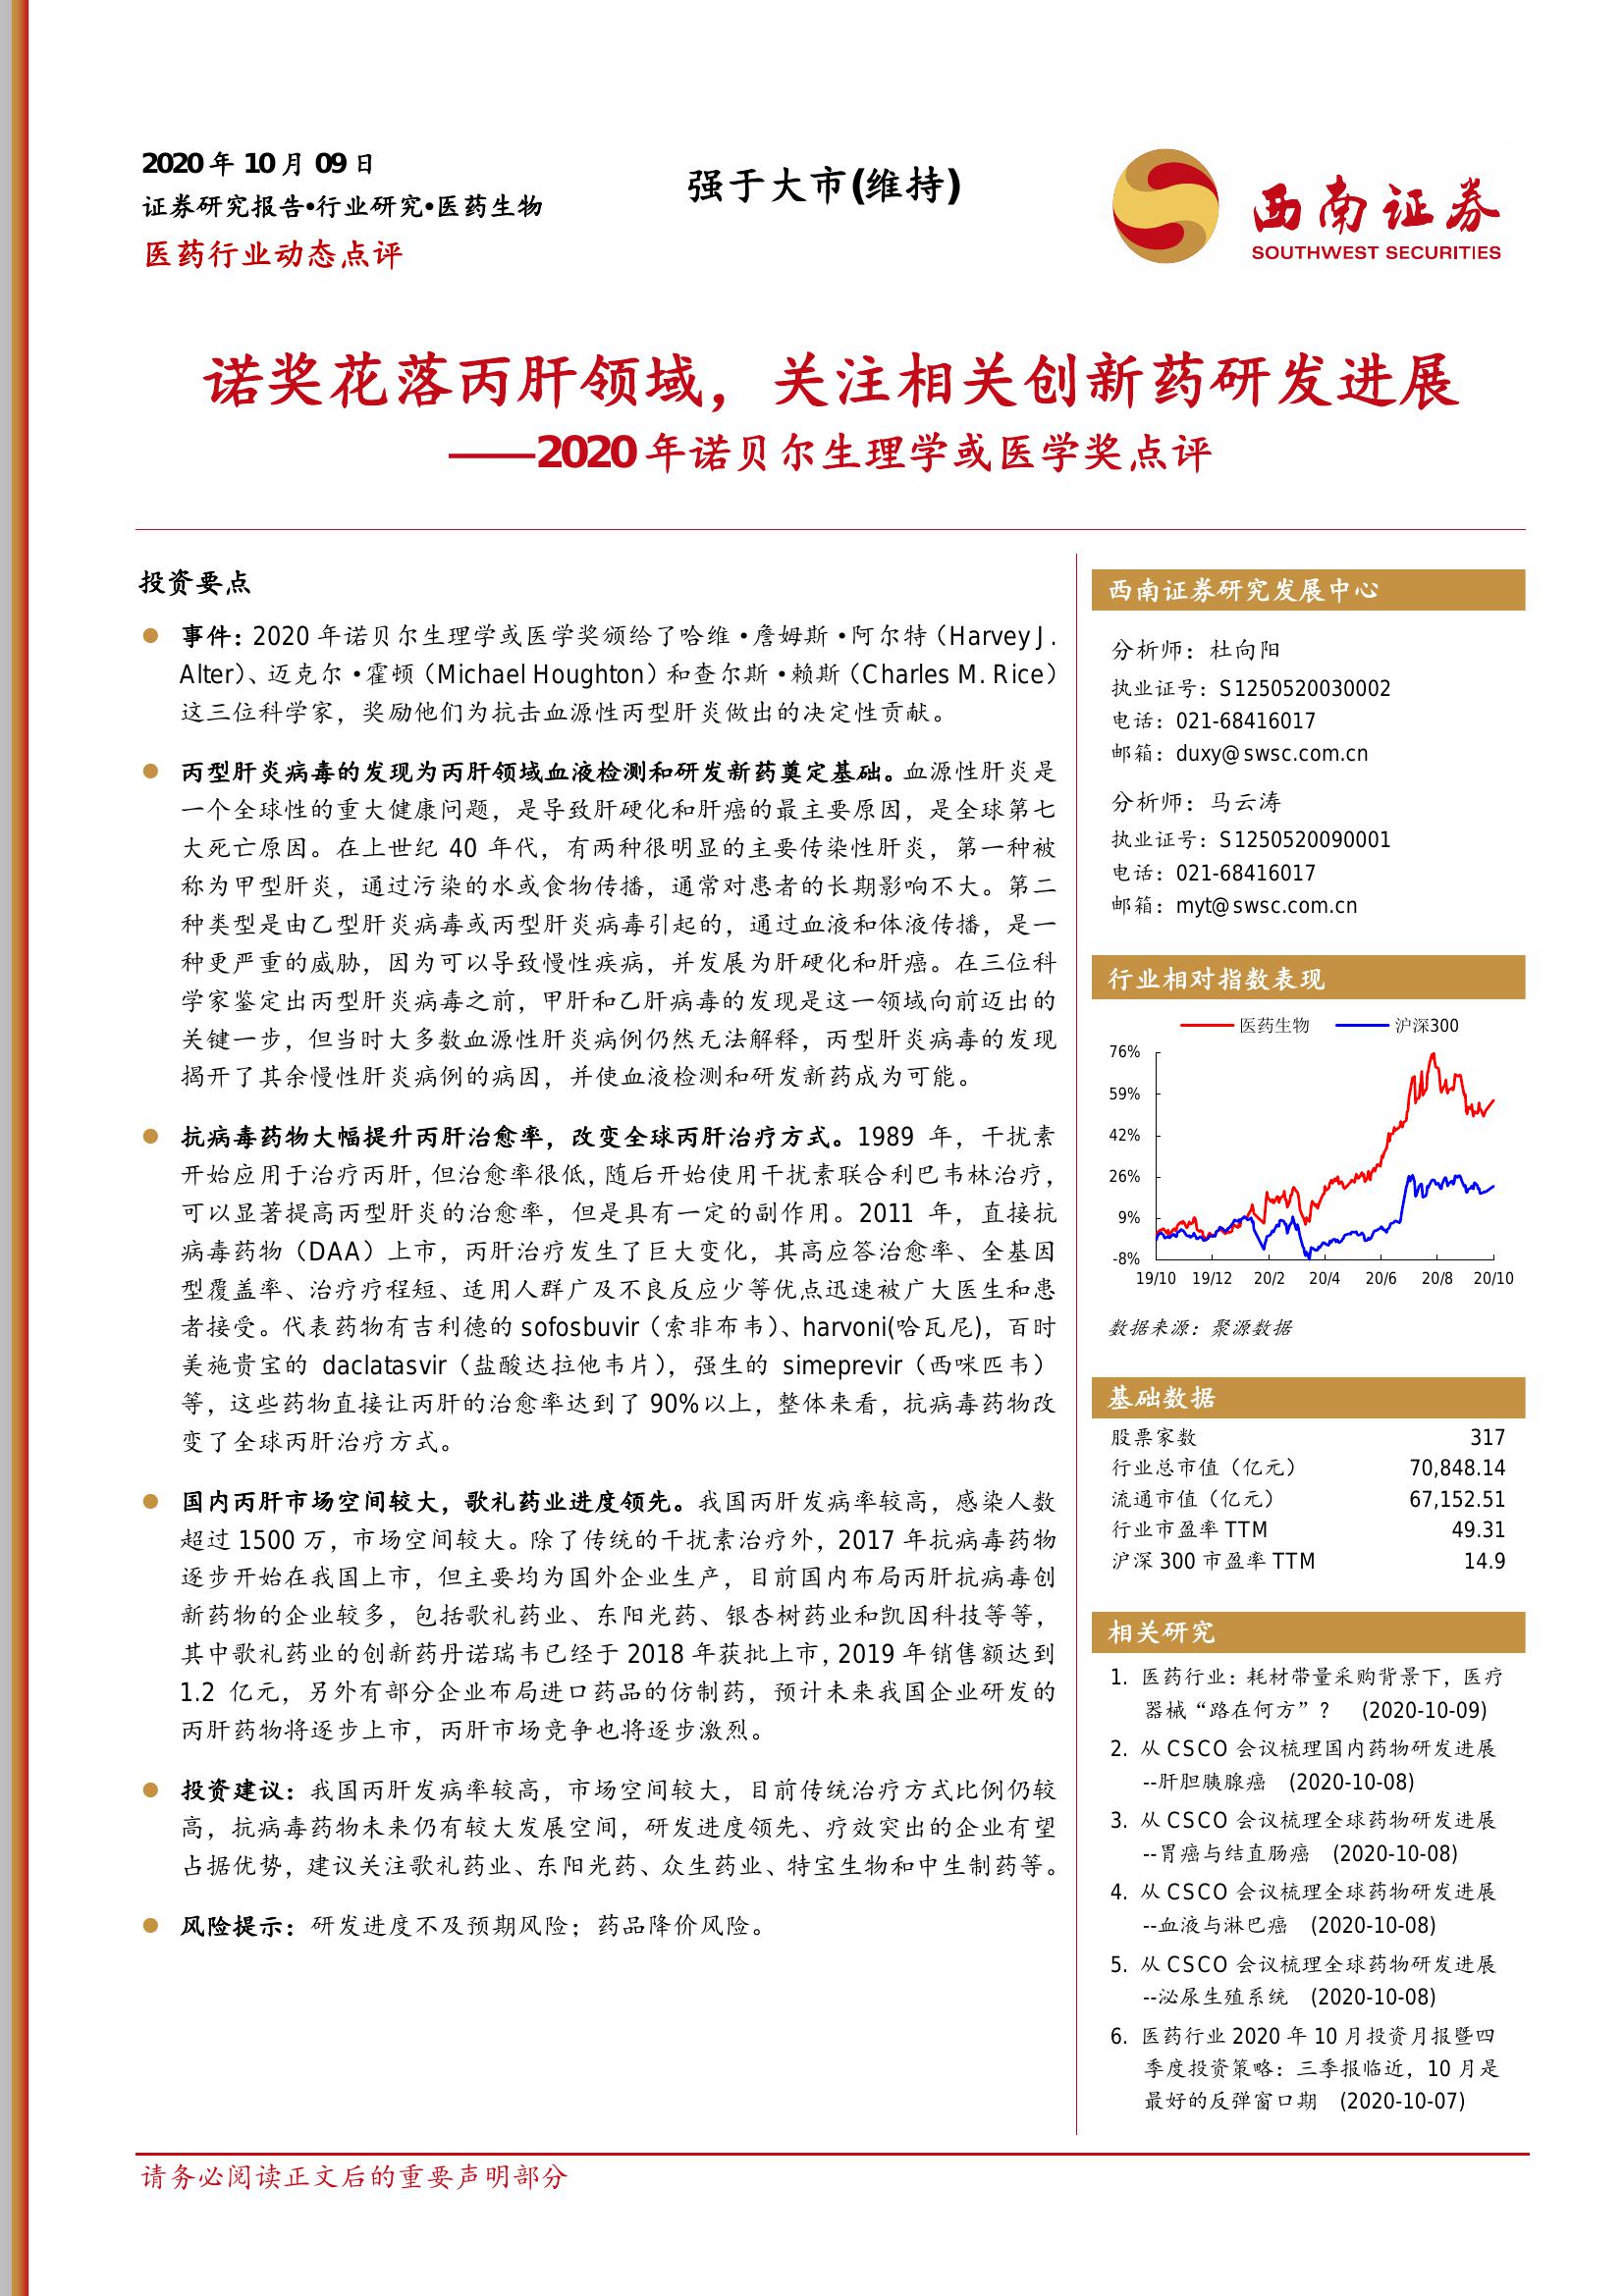 2020 年 10 月 09 日
证券研究报告•行业研究•医药生物
医药行业动态点评
强于大市(维持)
西南证券
SOUTHWEST SECURITIES
诺奖花落丙肝领域，关注相关创新药研发进展
——2020 年诺贝尔生理学或医学奖点评
投资要点
事件：2020 年诺贝尔生理学或医学奖颁给了哈维•詹姆斯•阿尔特（Harvey J.
Alter）、迈克尔•霍顿（Michael Houghton）和查尔斯•赖斯（Charles M. Rice）
这三位科学家，奖励他们为抗击血源性丙型肝炎做出的决定性贡献。
丙型肝炎病毒的发现为丙肝领域血液检测和研发新药奠定基础。血源性肝炎是
一个全球性的重大健康问题，是导致肝硬化和肝癌的最主要原因，是全球第七
大死亡原因。在上世纪 40 年代，有两种很明显的主要传染性肝炎，第一种被
称为甲型肝炎，通过污染的水或食物传播，通常对患者的长期影响不大。第二
种类型是由乙型肝炎病毒或丙型肝炎病毒引起的，通过血液和体液传播，是一
种更严重的威胁，因为可以导致慢性疾病，并发展为肝硬化和肝癌。在三位科
学家鉴定出丙型肝炎病毒之前，甲肝和乙肝病毒的发现是这一领域向前迈出的
关键一步，但当时大多数血源性肝炎病例仍然无法解释，丙型肝炎病毒的发现
揭开了其余慢性肝炎病例的病因，并使血液检测和研发新药成为可能。
抗病毒药物大幅提升丙肝治愈率，改变全球丙肝治疗方式。1989 年，干扰素
开始应用于治疗丙肝，但治愈率很低，随后开始使用干扰素联合利巴韦林治疗，
可以显著提高丙型肝炎的治愈率，但是具有一定的副作用。2011 年，直接抗
病毒药物（DAA）上市，丙肝治疗发生了巨大变化，其高应答治愈率、全基因
型覆盖率、治疗疗程短、适用人群广及不良反应少等优点迅速被广大医生和患
者接受。代表药物有吉利德的 sofosbuvir（索非布韦）、harvoni(哈瓦尼)，百时
美施贵宝的 daclatasvir（盐酸达拉他韦片），强生的 simeprevir（西咪匹韦）
等，这些药物直接让丙肝的治愈率达到了 90%以上，整体来看，抗病毒药物改
变了全球丙肝治疗方式。
国内丙肝市场空间较大，歌礼药业进度领先。我国丙肝发病率较高，感染人数
超过 1500 万，市场空间较大。除了传统的干扰素治疗外，2017 年抗病毒药物
逐步开始在我国上市，但主要均为国外企业生产，目前国内布局丙肝抗病毒创
新药物的企业较多，包括歌礼药业、东阳光药、银杏树药业和凯因科技等等，
其中歌礼药业的创新药丹诺瑞韦已经于 2018 年获批上市，2019 年销售额达到
1.2 亿元，另外有部分企业布局进口药品的仿制药，预计未来我国企业研发的
丙肝药物将逐步上市，丙肝市场竞争也将逐步激烈。
投资建议：我国丙肝发病率较高，市场空间较大，目前传统治疗方式比例仍较
高，抗病毒药物未来仍有较大发展空间，研发进度领先、疗效突出的企业有望
占据优势，建议关注歌礼药业、东阳光药、众生药业、特宝生物和中生制药等。
风险提示：研发进度不及预期风险；药品降价风险。
西南证券研究发展中心
分析师：杜向阳
执业证号：S1250520030002
电话：021-68416017
邮箱：duxy@swsc.com.cn
分析师：马云涛
执业证号：S1250520090001
电话：021-68416017
邮箱：myt@swsc.com.cn
行业相对指数表现
医药生物 沪深300
76%
59%
42%
26%
9%
-8%
19/10 19/12 20/2 20/4 20/6 20/8 20/10
数据来源：聚源数据
基础数据
股票家数 317
行业总市值（亿元） 70,848.14
流通市值（亿元） 67,152.51
行业市盈率 TTM 49.31
沪深 300 市盈率 TTM 14.9
相关研究
1. 医药行业：耗材带量采购背景下，医疗
器械“路在何方”? (2020-10-09)
2. 从 CSCO 会议梳理国内药物研发进展
--肝胆胰腺癌 (2020-10-08)
3. 从 CSCO 会议梳理全球药物研发进展
--胃癌与结直肠癌 (2020-10-08)
4. 从 CSCO 会议梳理全球药物研发进展
--血液与淋巴癌 (2020-10-08)
5. 从 CSCO 会议梳理全球药物研发进展
--泌尿生殖系统 (2020-10-08)
6. 医药行业 2020 年 10 月投资月报暨四
季度投资策略：三季报临近，10 月是
最好的反弹窗口期 (2020-10-07)
请务必阅读正文后的重要声明部分